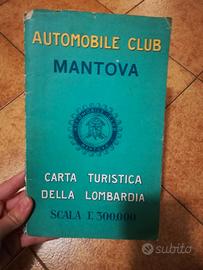 AUTOMOBILE CLUB
MANTOVA
CARTA TURISTICA
DELLA LOMBARDIA
SCALA 1:300.000
subito